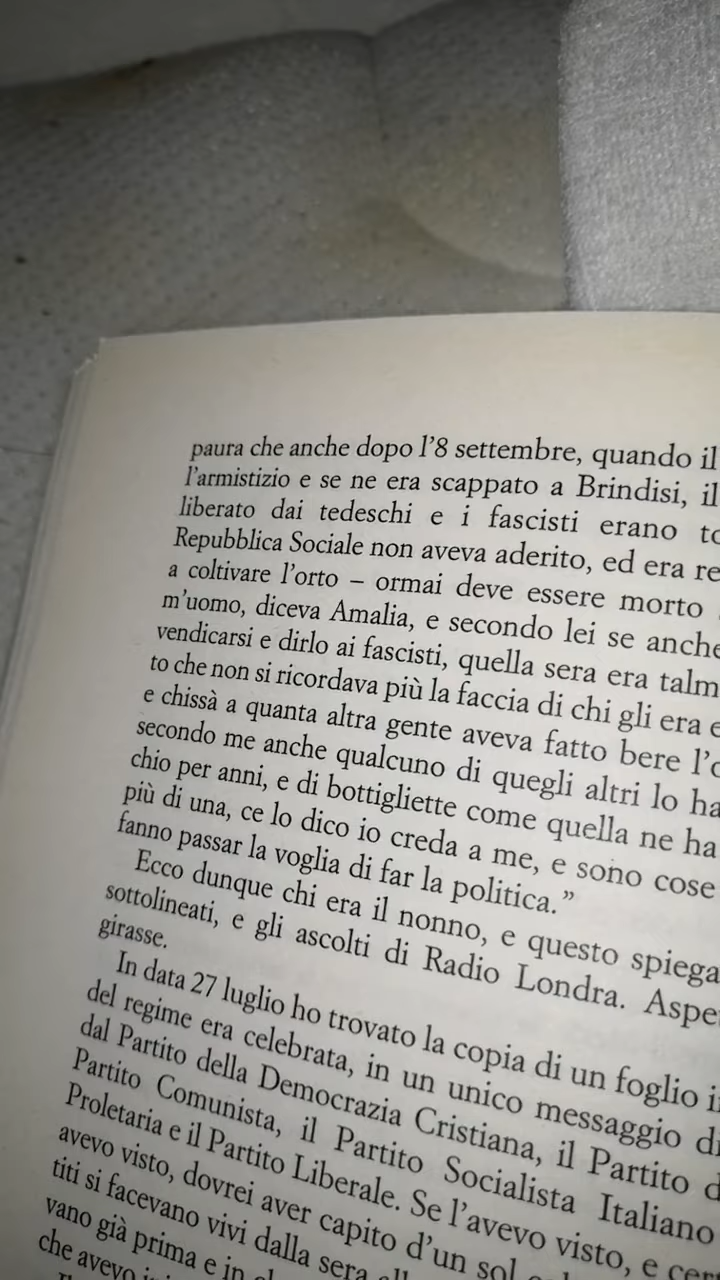 paura che anche dopo l'8 settembre, quando il
l'armistizio e se ne era scappato a Brindisi, il
liberato dai tedeschi e i fascisti erano
Repubblica Sociale non aveva aderito, ed era
a coltivare l'orto – ormai deve essere morto
m'uomo, diceva Amalia, e secondo lei se anche
vendicarsi e dirlo ai fascisti, quella sera era talm
to che non si ricordava più la faccia di chi gli era
e chissà a quanta altra gente aveva fatto bere
secondo me anche qualcuno di quegli altri lo ha
chio per anni, e di bottigliette come quella ne ha
più di una, ce lo dico io creda a me, e sono cose
fanno passar la voglia di far la politica.”
Ecco dunque chi era il nonno, e questo spiega
sottolineati, e gli ascolti di Radio Londra.
girasse.
In data 27 luglio ho trovato la copia di un foglio
del regime era celebrata, in un unico messaggio
dal Partito della Democrazia Cristiana, il Partito
Partito Comunista, il Partito Socialista Italiano
Proletaria e il Partito Liberale. Se l'avevo visto, e
avevo visto, dovrei aver capito d'un
titi si facevano vivi dalla sera
vano già prima e in
che avevo